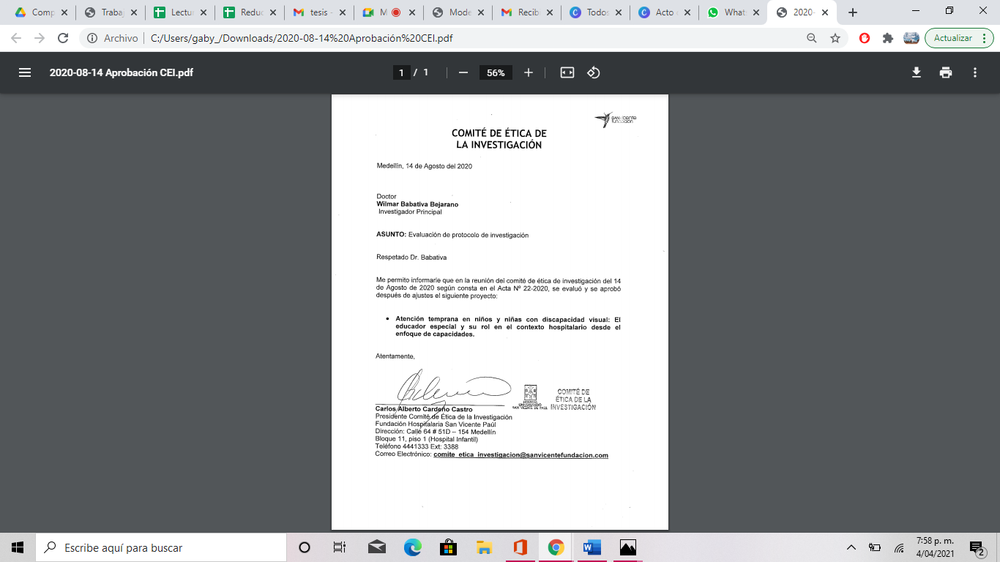 Comp
Trabaj
Lectur
Reduc
tesis -
M
Mode
Recib
Todos
Acto
Whats
2020-
Archivo
C:/Users/gaby_/Downloads/2020-08-14%20Aprobación%20CEI.pdf
Actualizar
2020-08-14 Aprobación CEI.pdf
1 / 1
56%
SAN vicente
fundación
COMITÉ DE ÉTICA DE
LA INVESTIGACIÓN
Medellín, 14 de Agosto del 2020
Doctor
Wilmar Babativa Bejarano
Investigador Principal
ASUNTO: Evaluación de protocolo de investigación
Respetado Dr. Babativa
Me permito informarle que en la reunión del comité de ética de investigación del 14
de Agosto de 2020 según consta en el Acta Nº 22-2020, se evaluó y se aprobó
después de ajustes el siguiente proyecto:
• Atención temprana en niños y niñas con discapacidad visual: El
educador especial y su rol en el contexto hospitalario desde el
enfoque de capacidades.
Atentamente,
HOSPITAL
UNIVERSITARIO
SAN VICENTE DE PAÚL
COMITÉ DE
ÉTICA DE LA
INVESTIGACIÓN
Carlos Alberto Cardeño Castro
Presidente Comité de Ética de la Investigación
Fundación Hospitalaria San Vicente Paúl
Dirección: Calle 64 # 51D – 154 Medellín
Bloque 11, piso 1 (Hospital Infantil)
Teléfono 4441333 Ext: 3388
Correo Electrónico: comite_etica_investigacion@sanvicentefundacion.com
Escribe aquí para buscar
7:58 p. m.
4/04/2021
2